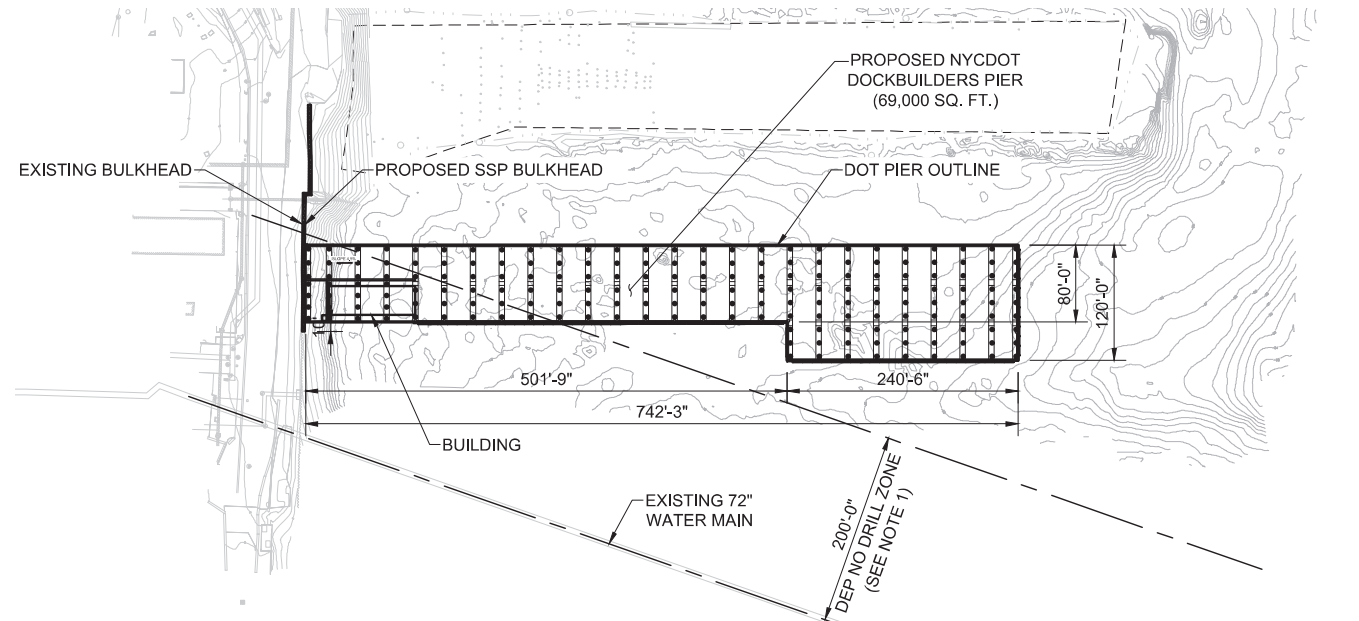 PROPOSED NYCDOT
DOCKBUILDERS PIER
(69,000 SQ. FT.)
EXISTING BULKHEAD
PROPOSED SSP BULKHEAD
DOT PIER OUTLINE
80'-0"
120'-0"
501'-9"
240'-6"
742'-3"
BUILDING
EXISTING 72"
WATER MAIN
200'-0"
DEP NO DRILL ZONE
(SEE NOTE 1)